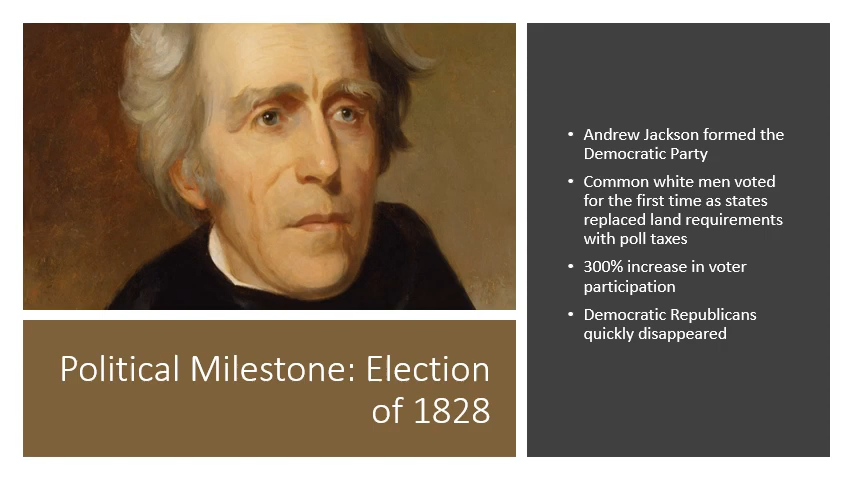 Political Milestone: Election
of 1828
• Andrew Jackson formed the
Democratic Party
• Common white men voted
for the first time as states
replaced land requirements
with poll taxes
• 300% increase in voter
participation
• Democratic Republicans
quickly disappeared